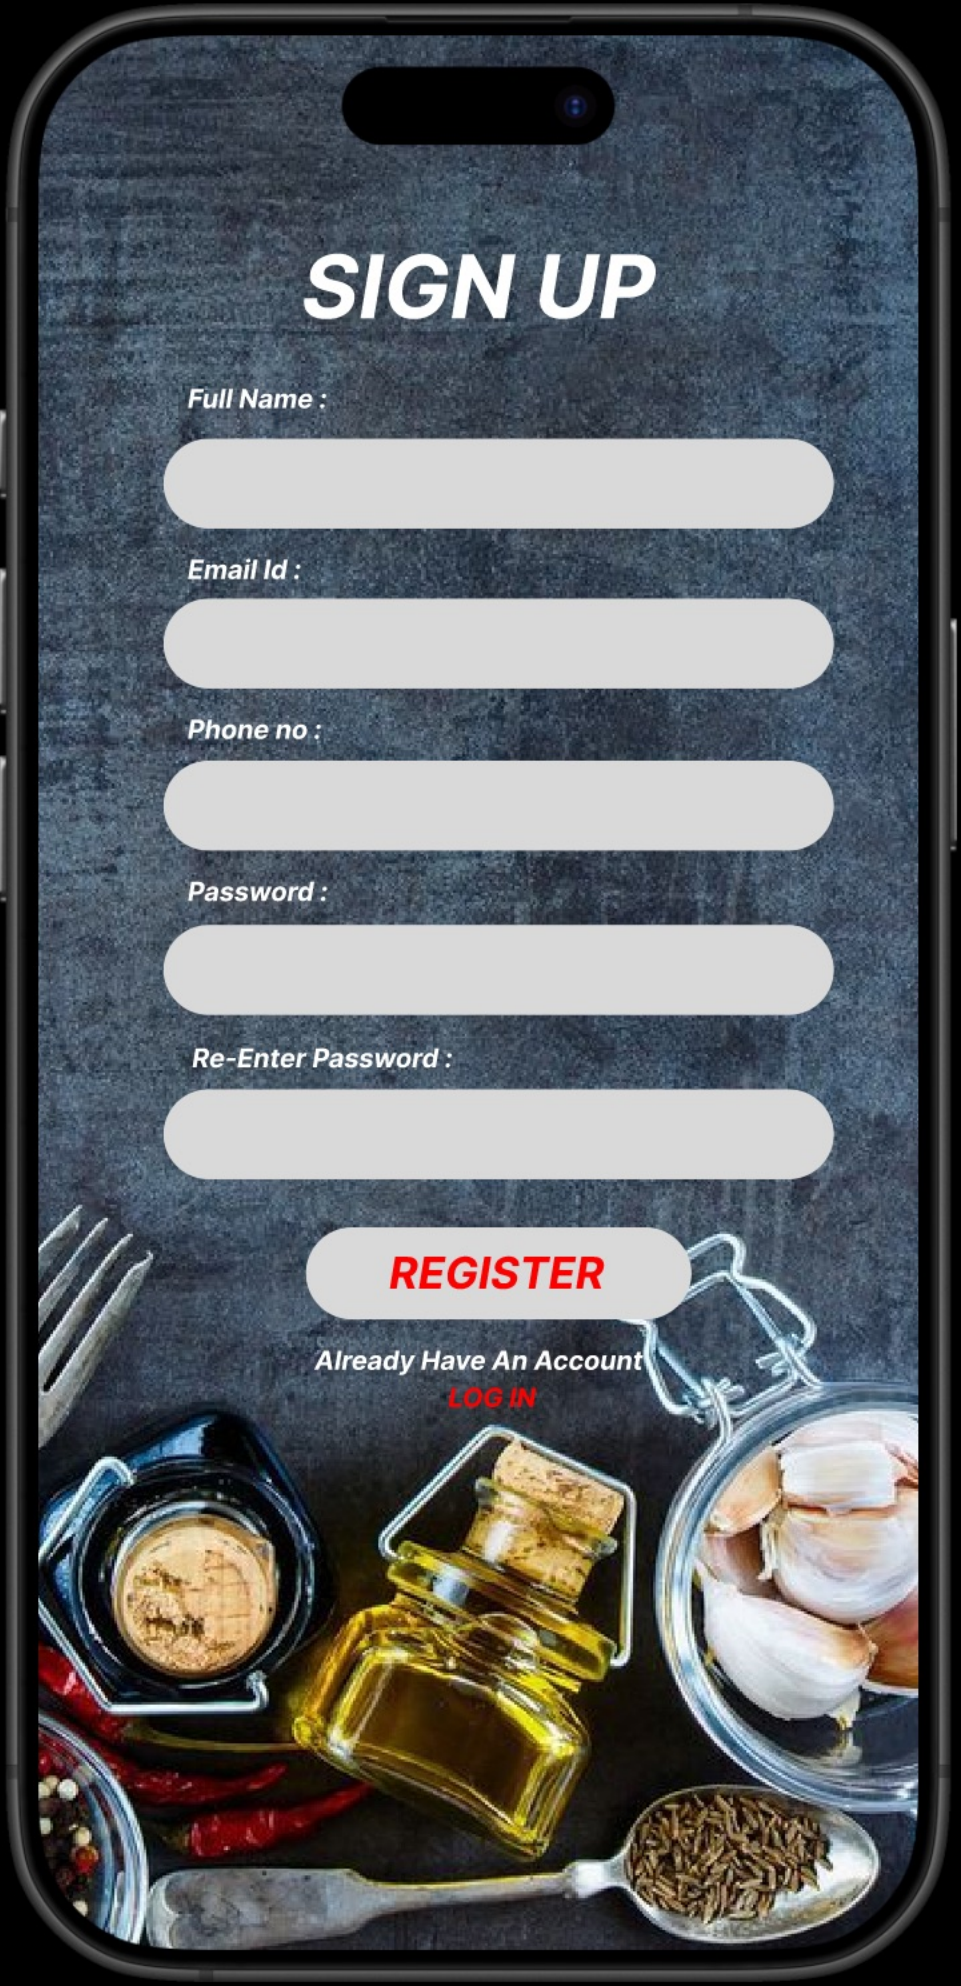 SIGN UP
Full Name :
Email Id :
Phone no :
Password :
Re-Enter Password :
REGISTER
Already Have An Account
LOG IN